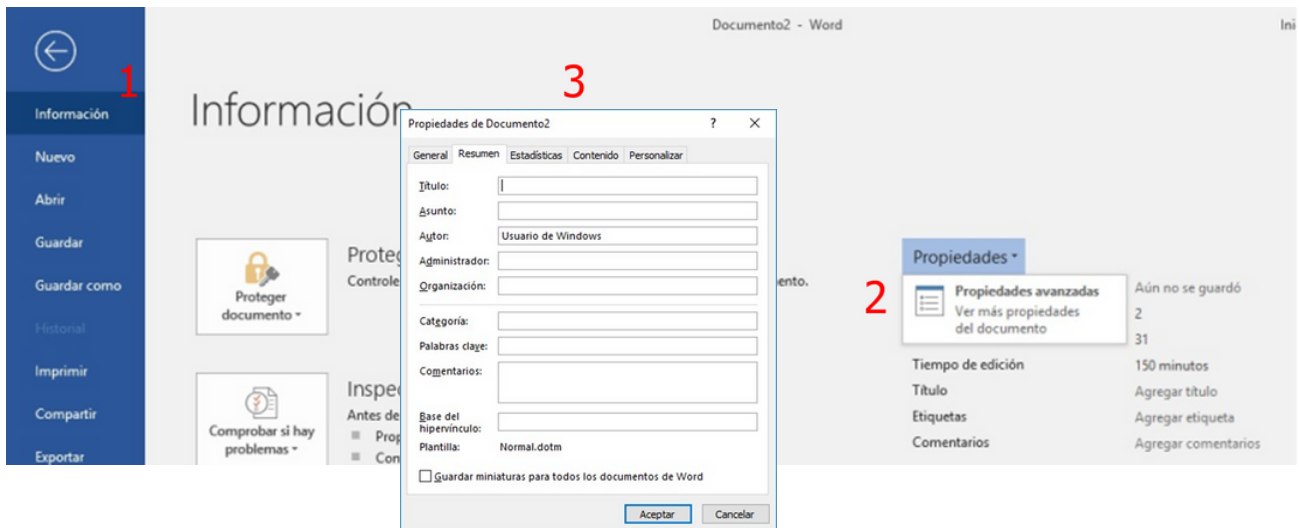 Documento2 - Word
Ini
1
Información
Nuevo
Abrir
Guardar
Guardar como
Historial
Imprimir
Compartir
Exportar
Información
Proteger
documento
Controle
ento.
Comprobar si hay
problemas
Antes de
3
Propiedades de Documento2
General Resumen Estadísticas Contenido Personalizar
Título:
Asunto:
Autor: Usuario de Windows
Administrador:
Organización:
Categoría:
Palabras clave:
Comentarios:
Base del
hipervínculo:
Plantilla: Normal.dotm
Guardar miniaturas para todos los documentos de Word
Aceptar Cancelar
2
Propiedades
Propiedades avanzadas
Ver más propiedades
del documento
Aún no se guardó
2
31
Tiempo de edición 150 minutos
Título Agregar título
Etiquetas Agregar etiqueta
Comentarios Agregar comentarios